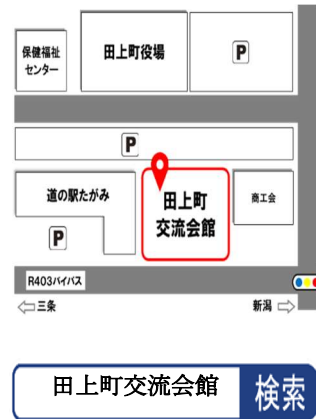 保健福祉
センター
田上町役場
P
P
道の駅たがみ
P
田上町
交流会館
商工会
R403バイパス
⇦三条
新潟⇨
田上町交流会館
検索